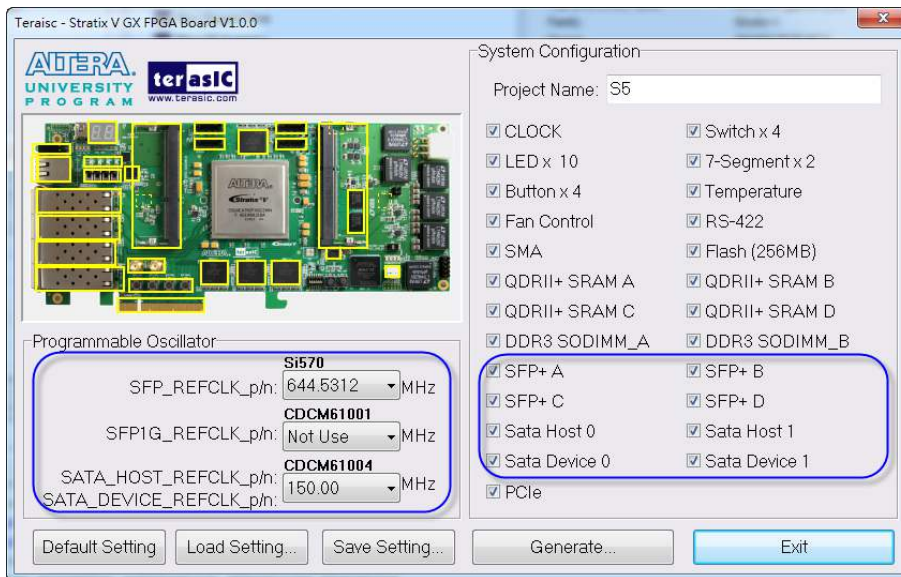 Teraisc - Stratix V GX FPGA Board V1.0.0
ALTERA
UNIVERSITY
PROGRAM
terasIC
www.terasic.com
ALTERA
Stratix V
System Configuration
Project Name: S5
CLOCK
Switch x 4
LED x 10
7-Segment x 2
Button x 4
Temperature
Fan Control
RS-422
SMA
Flash (256MB)
QDRII+ SRAM A
QDRII+ SRAM B
QDRII+ SRAM C
QDRII+ SRAM D
DDR3 SODIMM_A
DDR3 SODIMM_B
SFP+ A
SFP+ B
SFP+ C
SFP+ D
Sata Host 0
Sata Host 1
Sata Device 0
Sata Device 1
PCIe
Programmable Oscillator
Si570
SFP_REFCLK_p/n: 644.5312 MHz
CDCM61001
SFP1G_REFCLK_p/n: Not Use MHz
CDCM61004
SATA_HOST_REFCLK_p/n:
SATA_DEVICE_REFCLK_p/n:
150.00 MHz
Default Setting
Load Setting...
Save Setting...
Generate...
Exit